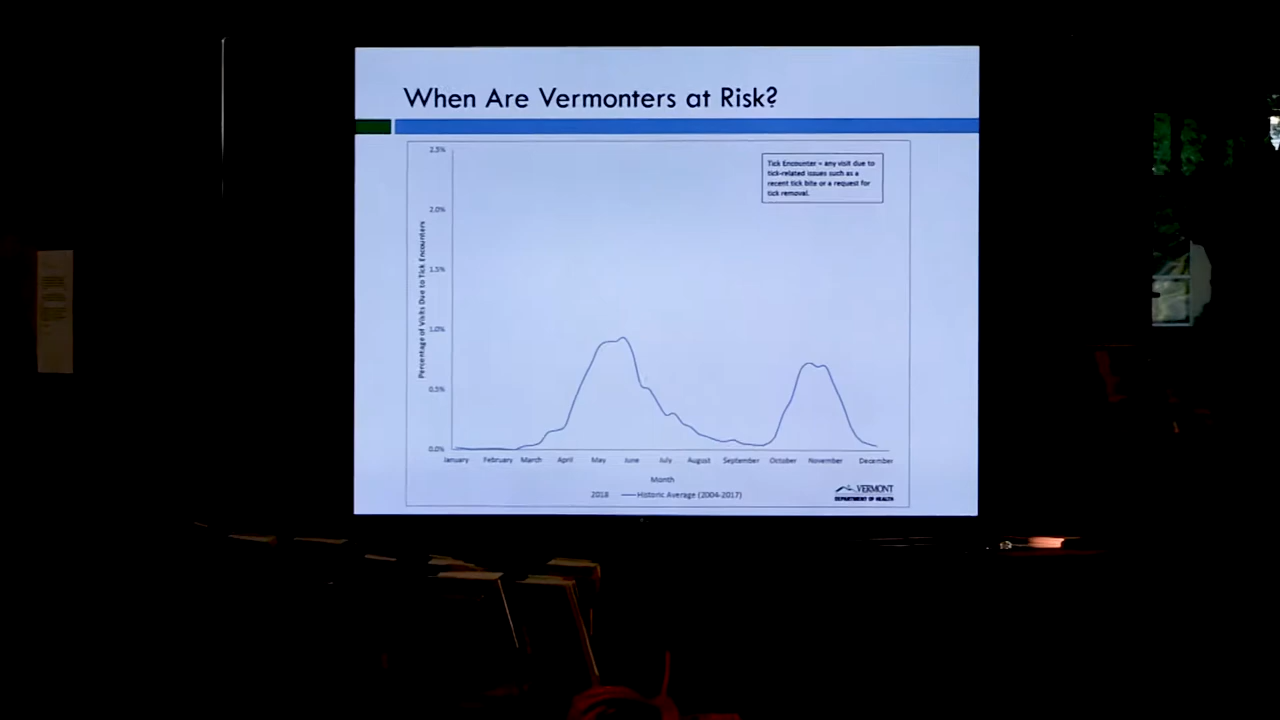 When Are Vermonters at Risk?
2.5%
Tick Encounter = any visit due to
tick-related issues such as a
recent tick bite or a request for
tick removal.
2.0%
1.5%
1.0%
0.5%
0.0%
Percentage of Visits Due to Tick Encounters
January February March April May June July August September October November December
Month
2018 Historic Average (2004-2017)
VERMONT
DEPARTMENT OF HEALTH